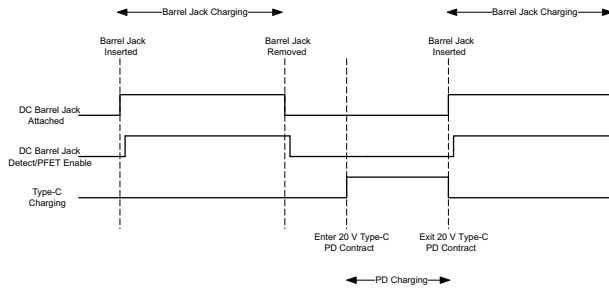 Barrel Jack Charging
Barrel Jack Charging
Barrel Jack
Inserted
Barrel Jack
Removed
Barrel Jack
Inserted
DC Barrel Jack
Attached
DC Barrel Jack
Detect/PFET Enable
Type-C
Charging
Enter 20 V Type-C
PD Contract
Exit 20 V Type-C
PD Contract
PD Charging